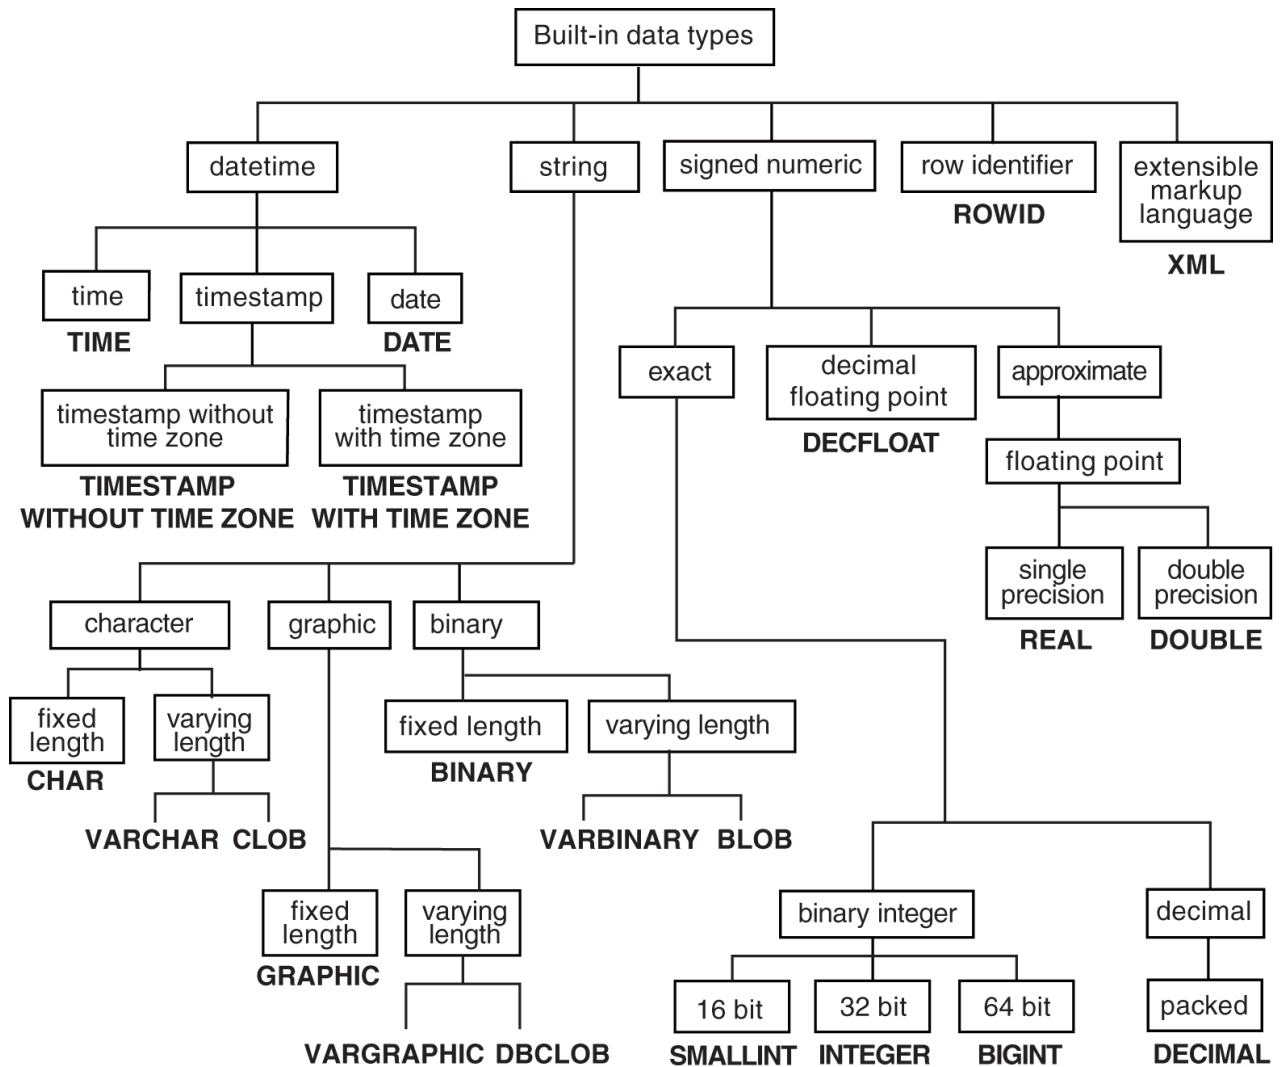 Built-in data types
datetime
string
signed numeric
row identifier
ROWID
extensible
markup
language
XML
time
TIME
timestamp
date
DATE
timestamp without
time zone
TIMESTAMP
WITHOUT TIME ZONE
timestamp
with time zone
TIMESTAMP
WITH TIME ZONE
exact
decimal
floating point
DECFLOAT
approximate
floating point
single
precision
REAL
double
precision
DOUBLE
character
graphic
binary
fixed
length
CHAR
varying
length
VARCHAR CLOB
fixed length
BINARY
varying length
VARBINARY BLOB
fixed
length
GRAPHIC
varying
length
VARGRAPHIC DBCLOB
binary integer
decimal
16 bit
SMALLINT
32 bit
INTEGER
64 bit
BIGINT
packed
DECIMAL